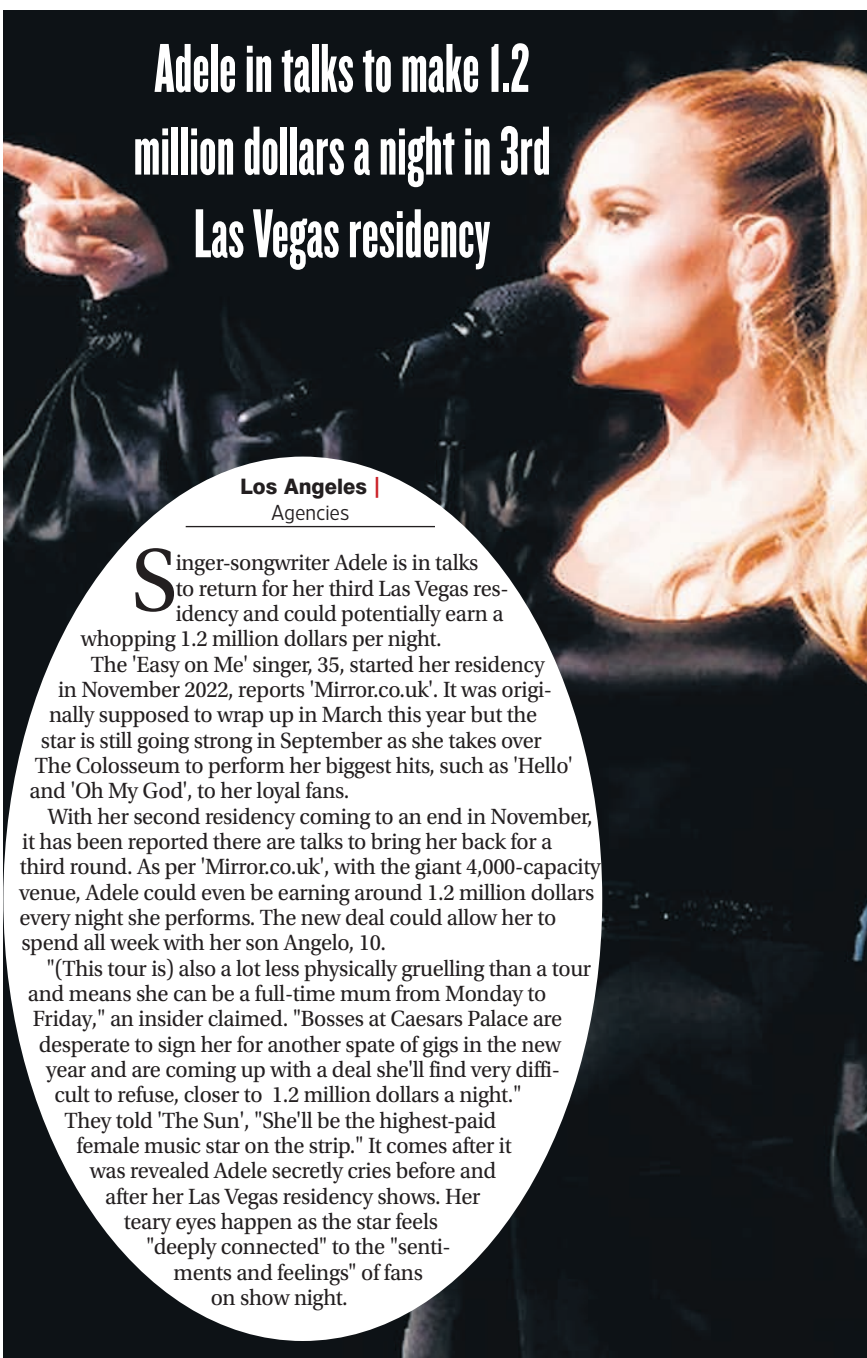 Adele in talks to make 1.2
million dollars a night in 3rd
Las Vegas residency
Los Angeles |
Agencies
Singer-songwriter Adele is in talks
to return for her third Las Vegas res-
idency and could potentially earn a
whopping 1.2 million dollars per night.
The 'Easy on Me' singer, 35, started her residency
in November 2022, reports 'Mirror.co.uk'. It was origi-
nally supposed to wrap up in March this year but the
star is still going strong in September as she takes over
The Colosseum to perform her biggest hits, such as 'Hello'
and 'Oh My God', to her loyal fans.
With her second residency coming to an end in November,
it has been reported there are talks to bring her back for a
third round. As per 'Mirror.co.uk', with the giant 4,000-capacity
venue, Adele could even be earning around 1.2 million dollars
every night she performs. The new deal could allow her to
spend all week with her son Angelo, 10.
"(This tour is) also a lot less physically gruelling than a tour
and means she can be a full-time mum from Monday to
Friday," an insider claimed. "Bosses at Caesars Palace are
desperate to sign her for another spate of gigs in the new
year and are coming up with a deal she'll find very diffi-
cult to refuse, closer to 1.2 million dollars a night."
They told 'The Sun', "She'll be the highest-paid
female music star on the strip." It comes after it
was revealed Adele secretly cries before and
after her Las Vegas residency shows. Her
teary eyes happen as the star feels
"deeply connected" to the "senti-
ments and feelings" of fans
on show night.